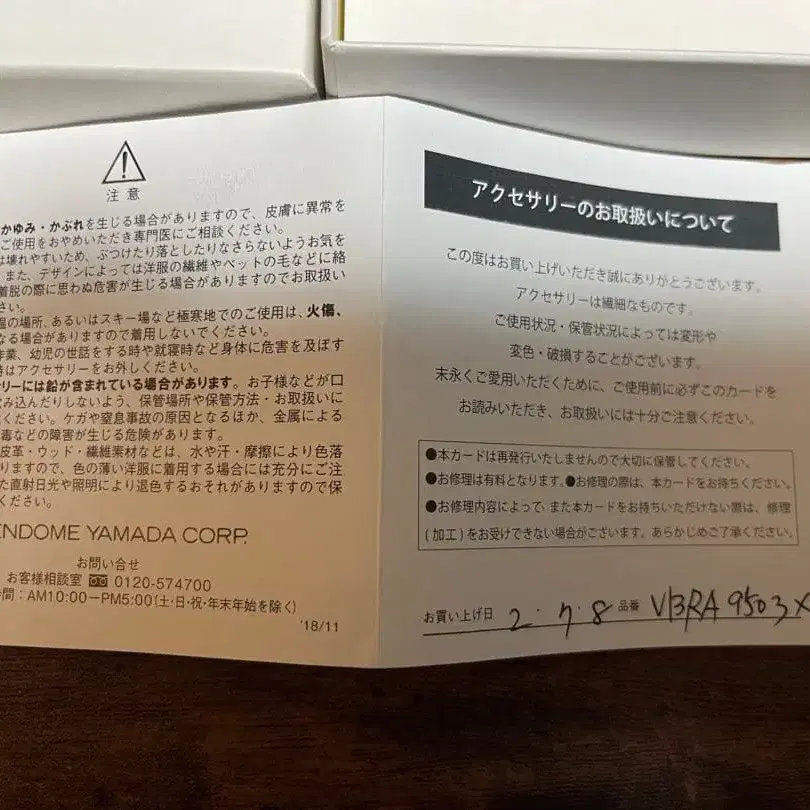 注意
かゆみ・かぶれを生じる場合がありますので、皮膚に異常を
ご使用をおやめいただき専門医にご相談ください。
は壊れやすいため、ぶつけたり落としたりなさらないようお気を
また、デザインによっては洋服の繊維やペットの毛などに絡
着脱の際に思わぬ危害が生じる場合がありますのでお取扱い
さい。
温の場所、あるいはスキー場など極寒地でのご使用は、火傷、
なる場合がありますので着用しないでください。
作業、幼児の世話をする時や就寝時など身体に危害を及ぼす
時はアクセサリーをお外しください。
サリーには鉛が含まれている場合があります。お子様などが口
飲み込んだりしないよう、保管場所や保管方法・お取扱いに
ください。ケガや窒息事故の原因となるほか、金属による
毒などの障害が生じる危険があります。
皮革・ウッド・繊維素材などは、水や汗・摩擦により色落
りますので、色の薄い洋服に着用する場合には充分にご注
た直射日光や照明により退色するおそれがありますので保
ください。
ENDOME YAMADA CORP.
お問い合せ
お客様相談室 0120-574700
時間：AM10:00−PM5:00(土・日・祝・年末年始を除く)
'18/11
アクセサリーのお取扱いについて
この度はお買い上げいただき誠にありがとうございます。
アクセサリーは繊細なものです。
ご使用状況・保管状況によっては変形や
変色・破損することがございます。
末永くご愛用いただくために、ご使用前に必ずこのカードを
お読みいただき、お取扱いには十分ご注意ください。
●本カードは再発行いたしませんので大切に保管してください。
●お修理は有料となります。●お修理の際は、本カードをお持ちください。
●お修理内容によって、また本カードをお持ちいただけない際は、修理
(加工)をお受けできない場合がございます。あらかじめご了承ください。
お買い上げ日 2・7・8 品番 VBRA 9503 X